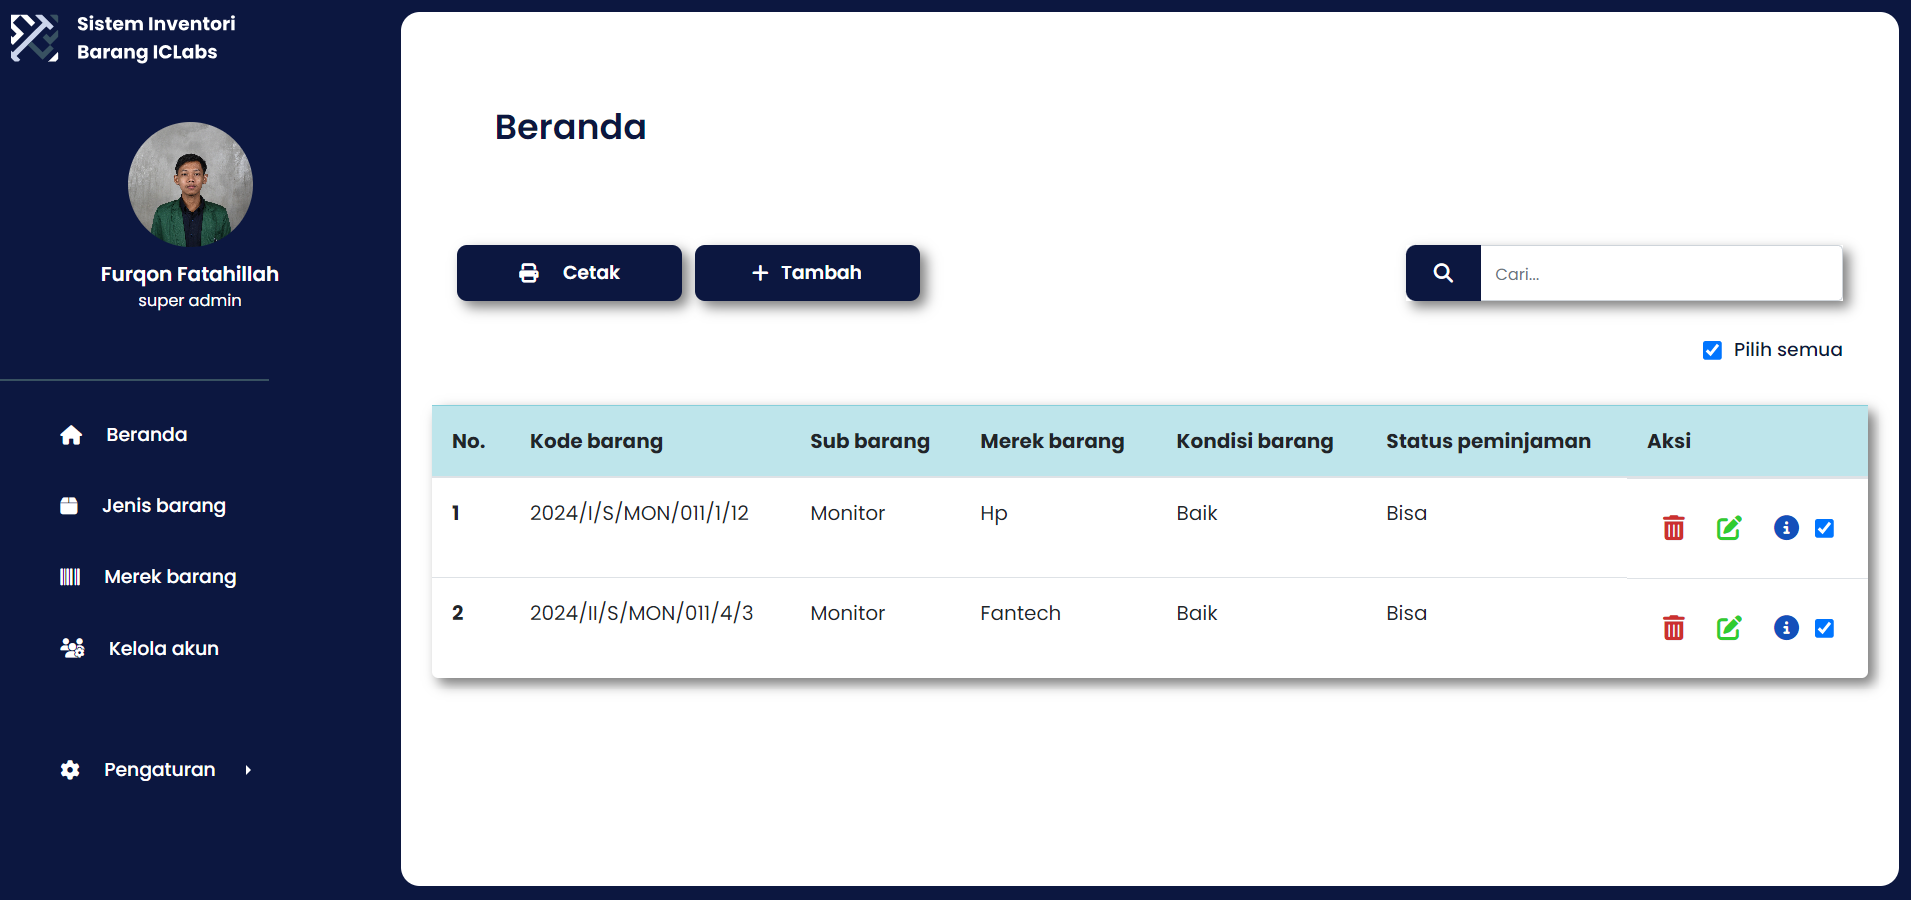 Sistem Inventori
Barang ICLabs
Furqon Fatahillah
super admin
Beranda
Jenis barang
Merek barang
Kelola akun
Pengaturan
Beranda
Cetak
Tambah
Cari...
Pilih semua
No. Kode barang Sub barang Merek barang Kondisi barang Status peminjaman Aksi
1 2024/I/S/MON/011/1/12 Monitor Hp Baik Bisa
2 2024/II/S/MON/011/4/3 Monitor Fantech Baik Bisa